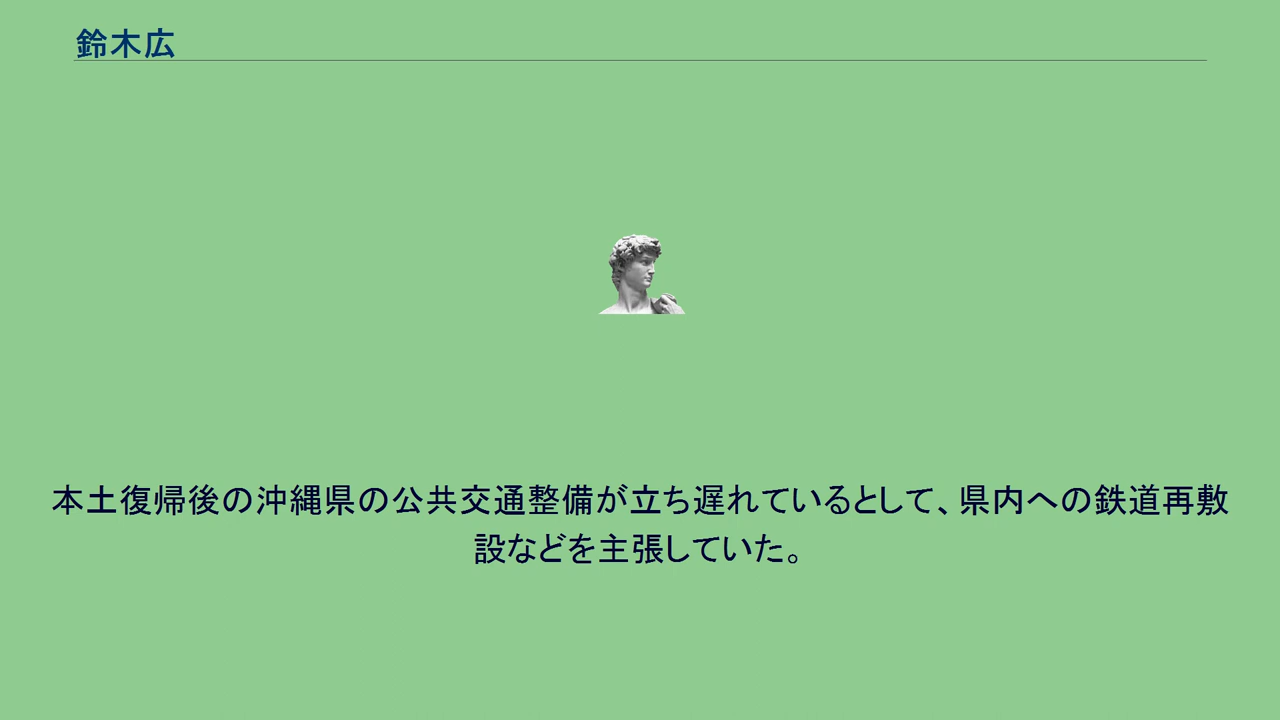 鈴木広
本土復帰後の沖縄県の公共交通整備が立ち遅れているとして、県内への鉄道再敷
設などを主張していた。